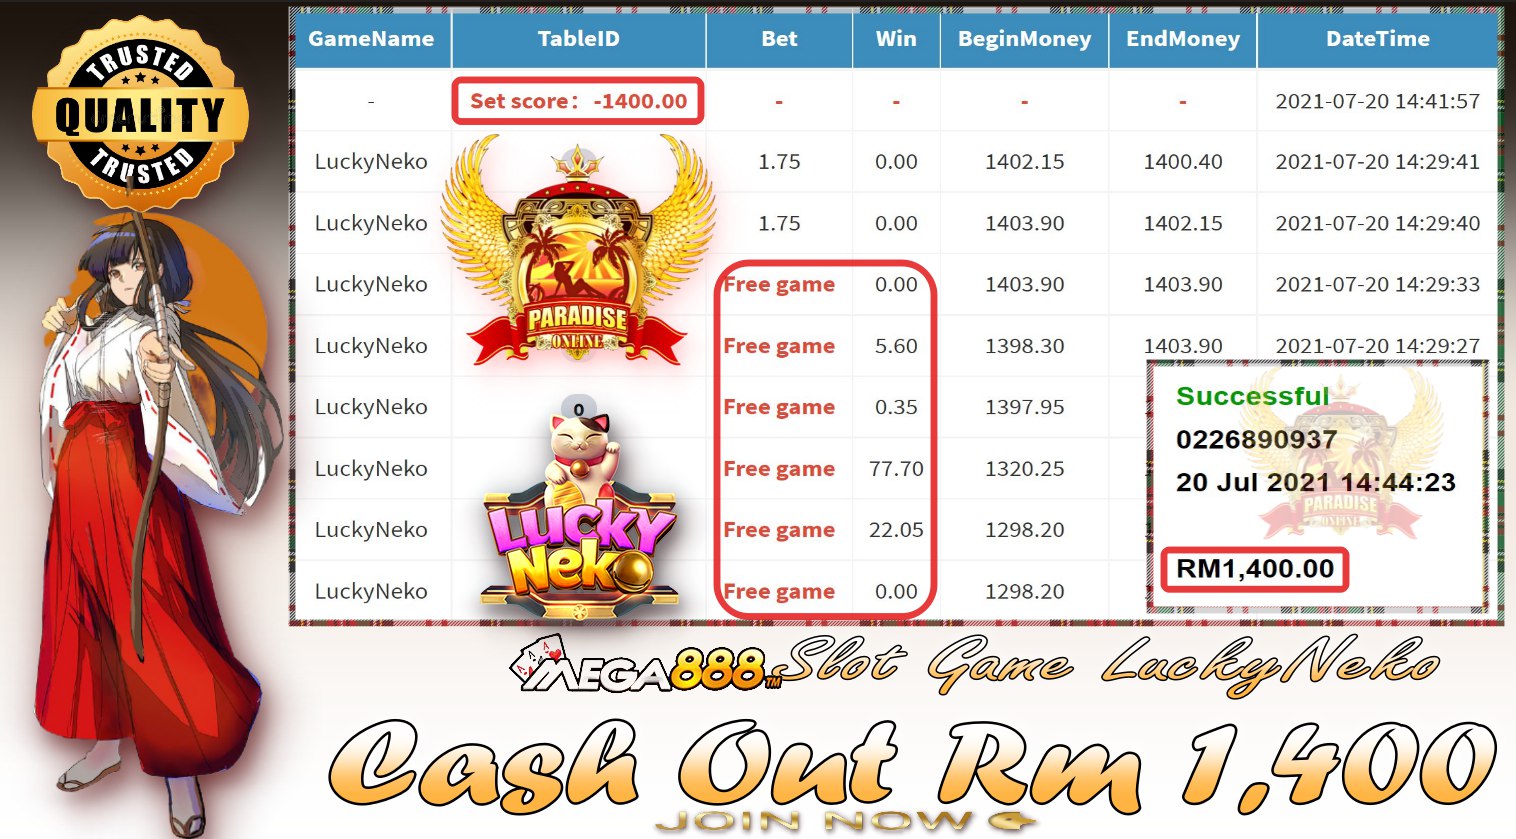 TRUSTED
QUALITY
TRUSTED
GameName TableID Bet Win BeginMoney EndMoney DateTime
- Set score: -1400.00 - - - - 2021-07-20 14:41:57
LuckyNeko 1.75 0.00 1402.15 1400.40 2021-07-20 14:29:41
LuckyNeko 1.75 0.00 1403.90 1402.15 2021-07-20 14:29:40
LuckyNeko Free game 0.00 1403.90 1403.90 2021-07-20 14:29:33
PARADISE
ONLINE
LuckyNeko Free game 5.60 1398.30 1403.90 2021-07-20 14:29:27
LuckyNeko 0 Free game 0.35 1397.95
LuckyNeko Free game 77.70 1320.25
LuckyNeko Free game 22.05 1298.20
LuckyNeko Free game 0.00 1298.20
LUCKY
NEKO
Successful
0226890937
20 Jul 2021 14:44:23
PARADISE
ONLINE
RM1,400.00
MEGA888™ Slot Game LuckyNeko
Cash Out Rm 1,400
JOIN NOW